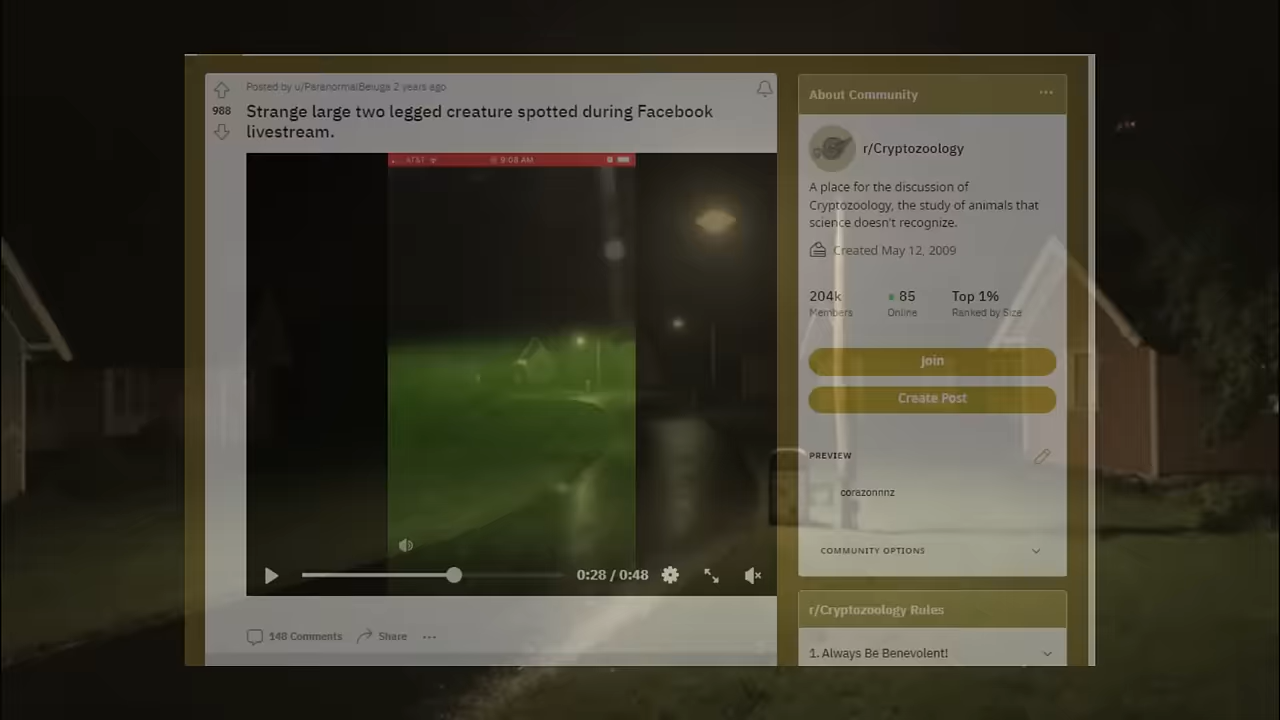 Posted by u/ParanormalBeluga 2 years ago
988
Strange large two legged creature spotted during Facebook
livestream.
AT&T
9:08 AM
0:28 / 0:48
148 Comments
Share
About Community
r/Cryptozoology
A place for the discussion of
Cryptozoology, the study of animals that
science doesn't recognize.
Created May 12, 2009
204k
85
Top 1%
Members
Online
Ranked by Size
Join
Create Post
PREVIEW
corazonnnz
COMMUNITY OPTIONS
r/Cryptozoology Rules
1. Always Be Benevolent!